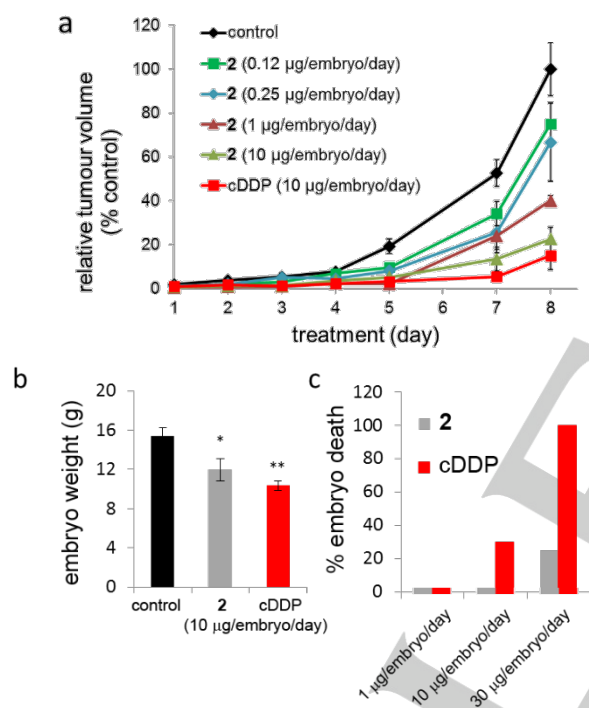 a
control
2 (0.12 µg/embryo/day)
2 (0.25 µg/embryo/day)
2 (1 µg/embryo/day)
2 (10 µg/embryo/day)
cDDP (10 µg/embryo/day)
relative tumour volume
(% control)
120
100
80
60
40
20
0
1 2 3 4 5 7 8
treatment (day)
b
embryo weight (g)
20
16
12
8
4
0
*
**
control 2 cDDP
(10 µg/embryo/day)
c
% embryo death
120
100
80
60
40
20
0
2
cDDP
1 µg/embryo/day
10 µg/embryo/day
30 µg/embryo/day